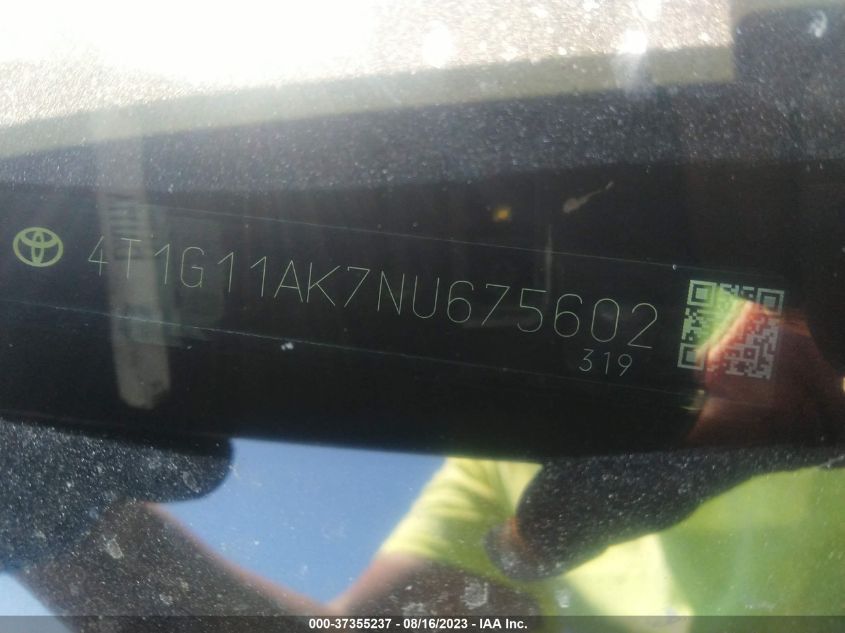 4T1G11AK7NU675602
319
000-37355237 - 08/16/2023 - IAA Inc.